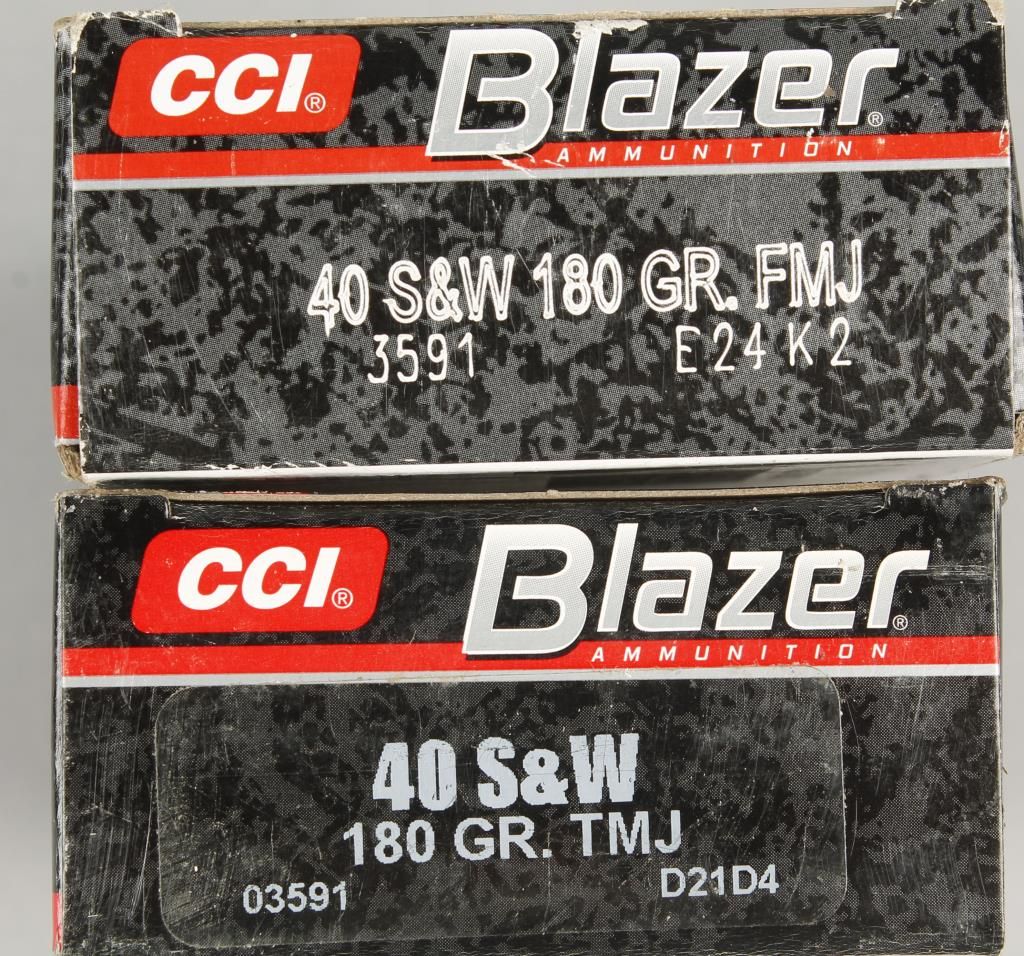 CCI® Blazer®
AMMUNITION
40 S&W 180 GR. FMJ
3591 E24K2
CCI® Blazer®
AMMUNITION
40 S&W
180 GR. TMJ
03591 D21D4